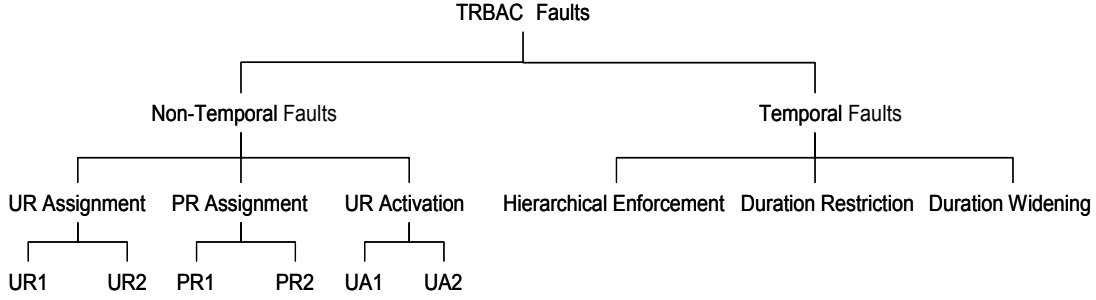 TRBAC Faults
Non-Temporal Faults Temporal Faults
UR Assignment PR Assignment UR Activation Hierarchical Enforcement Duration Restriction Duration Widening
UR1 UR2 PR1 PR2 UA1 UA2